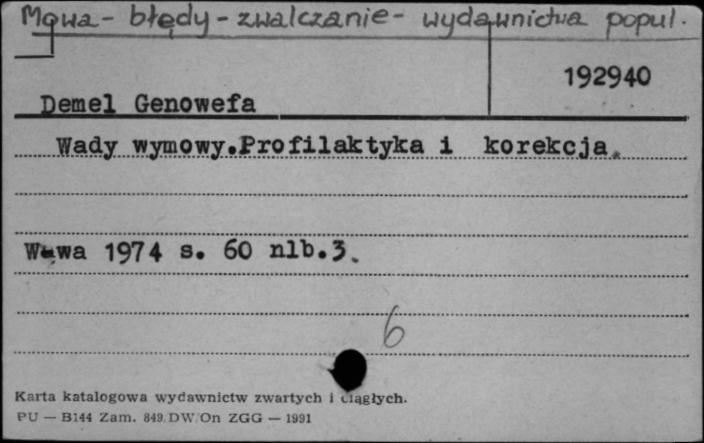 Mowa - błędy - zwalczanie - wydawnictwa popul.
192940
Demel Genowefa
Wady wymowy.Profilaktyka i korekcja.
W-wa 1974 s. 60 nlb.3.
6
Karta katalogowa wydawnictw zwartych i ciągłych.
PU — B144 Zam. 849. DW/On ZGG — 1991